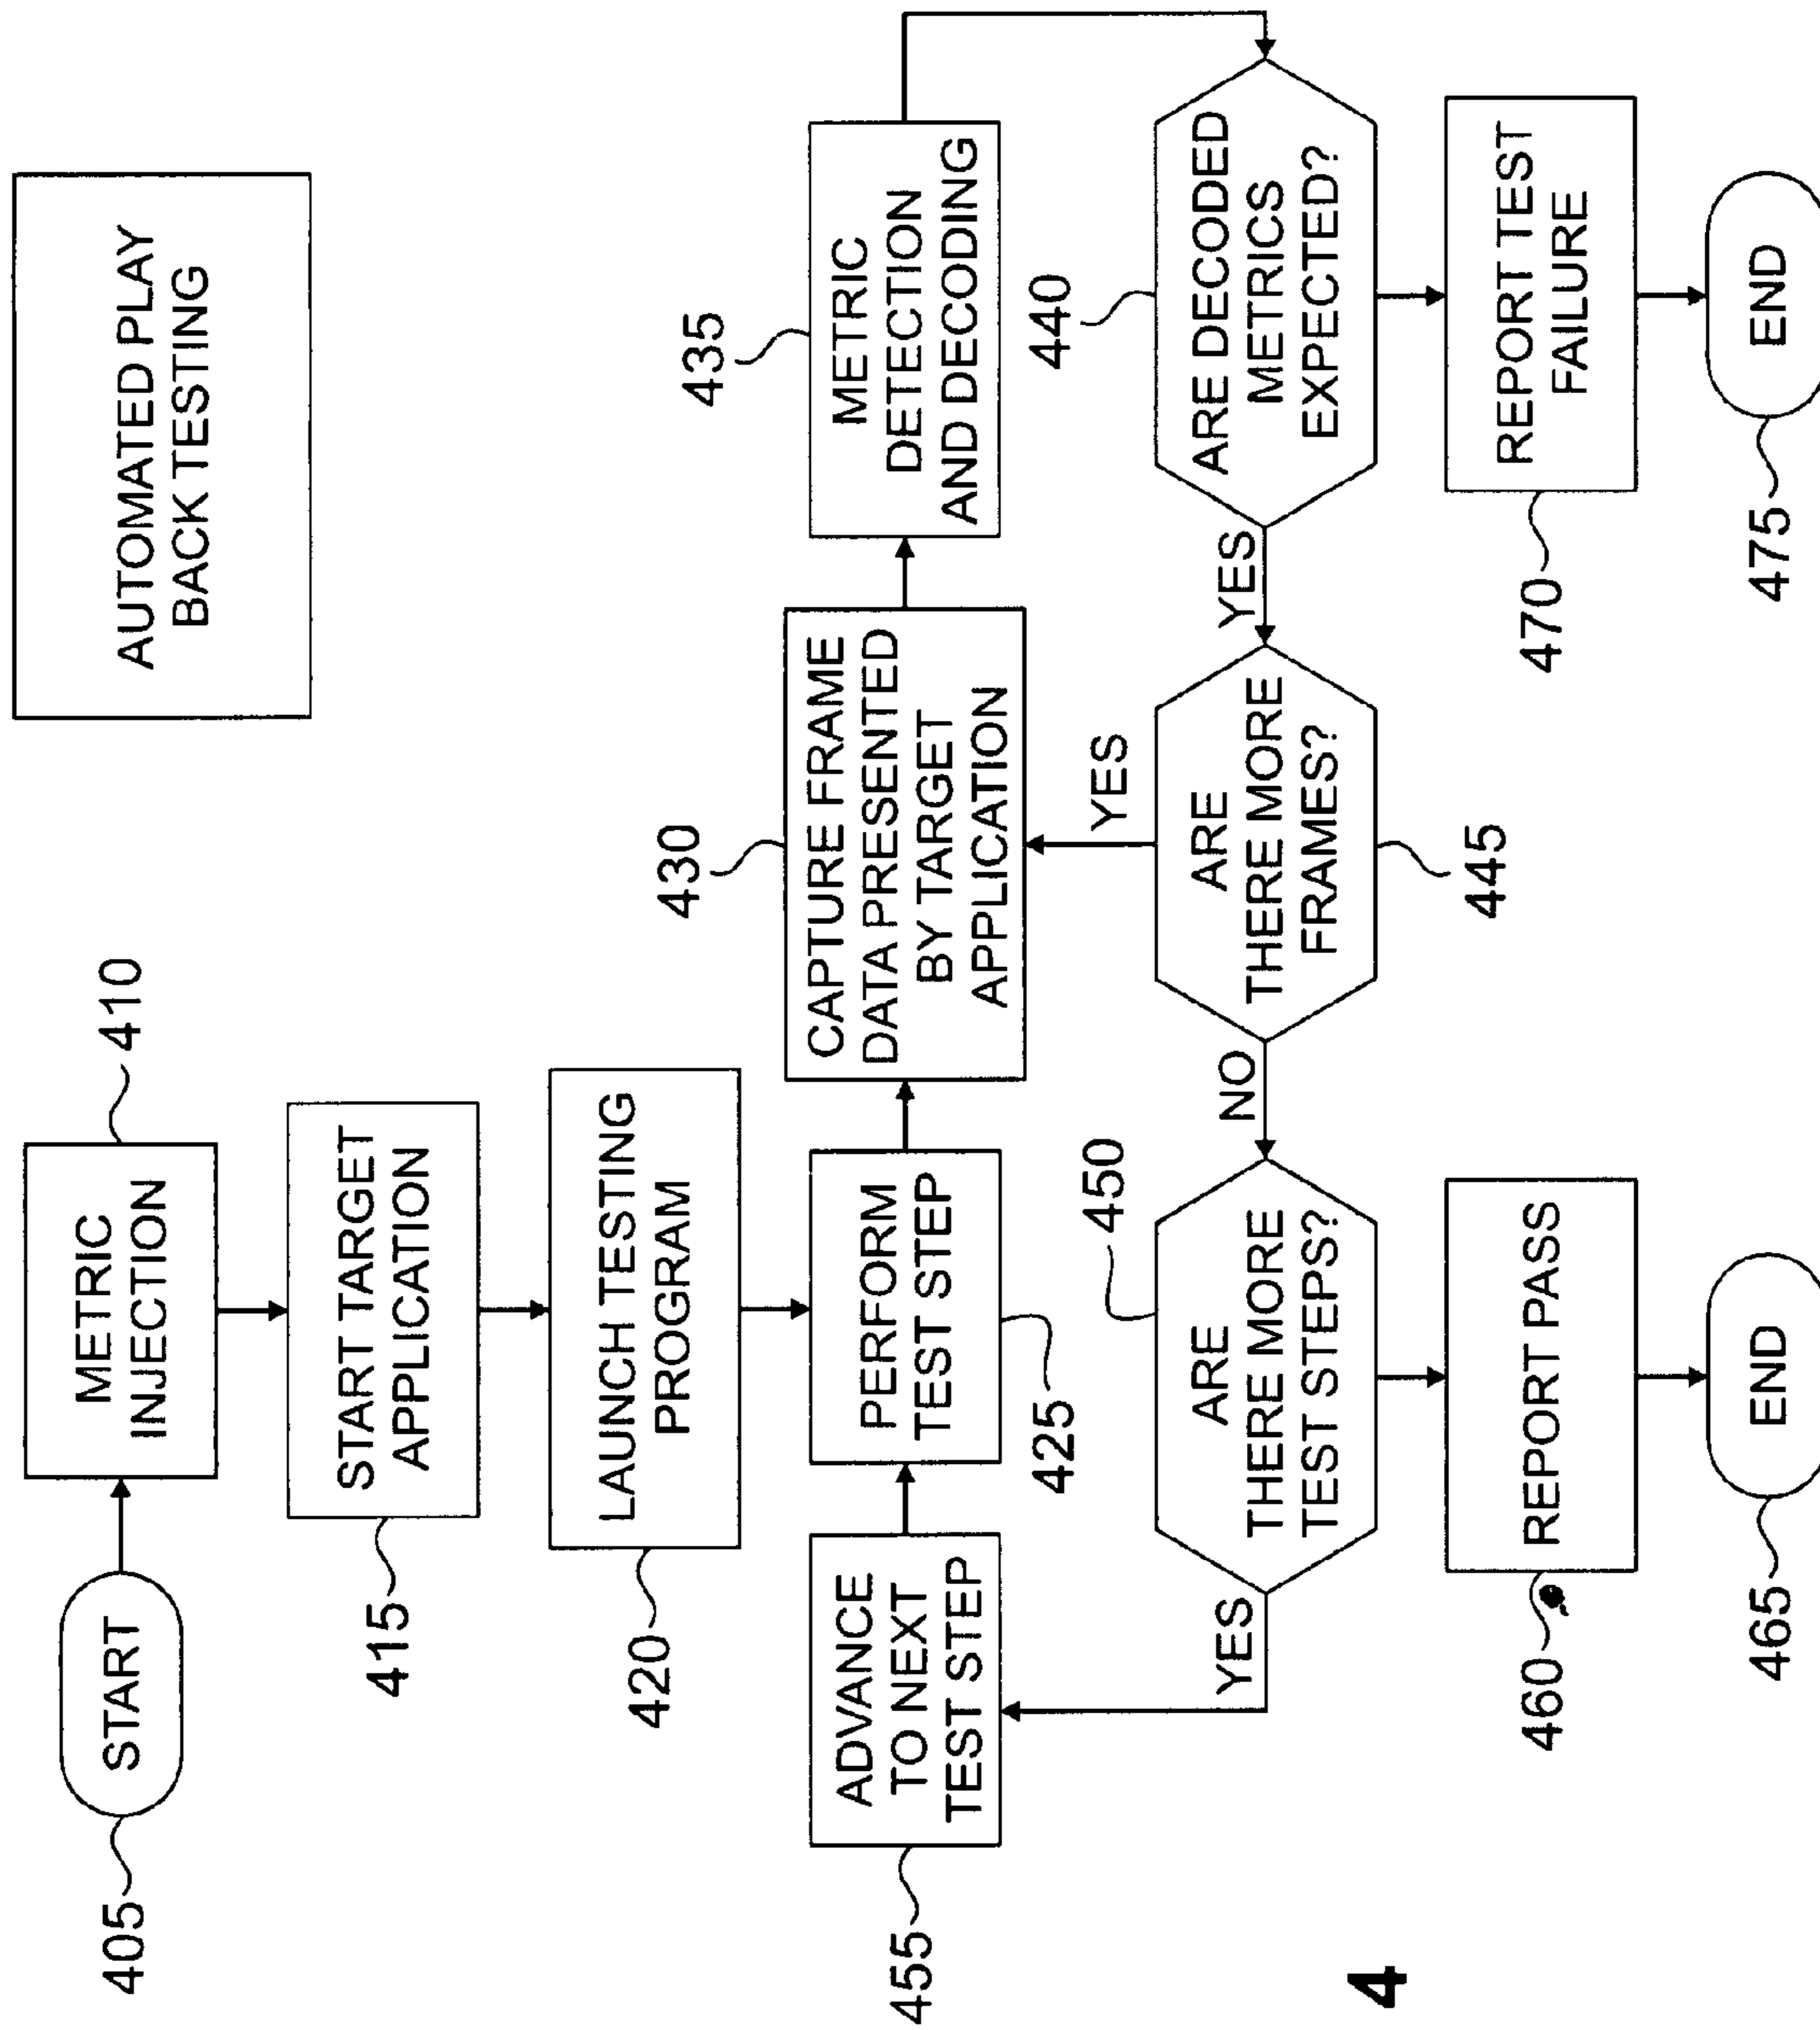 AUTOMATED PLAY
BACK TESTING
405
START
METRIC
INJECTION
410
START TARGET
APPLICATION
415
LAUNCH TESTING
PROGRAM
420
ADVANCE
TO NEXT
TEST STEP
455
PERFORM
TEST STEP
425
CAPTURE FRAME
DATA PRESENTED
BY TARGET
APPLICATION
430
METRIC
DETECTION
AND DECODING
435
ARE DECODED
METRICS
EXPECTED?
440
YES
ARE
THERE MORE
FRAMES?
445
YES
NO
ARE
THERE MORE
TEST STEPS?
450
YES
REPORT PASS
460
END
465
REPORT TEST
FAILURE
470
END
475
4